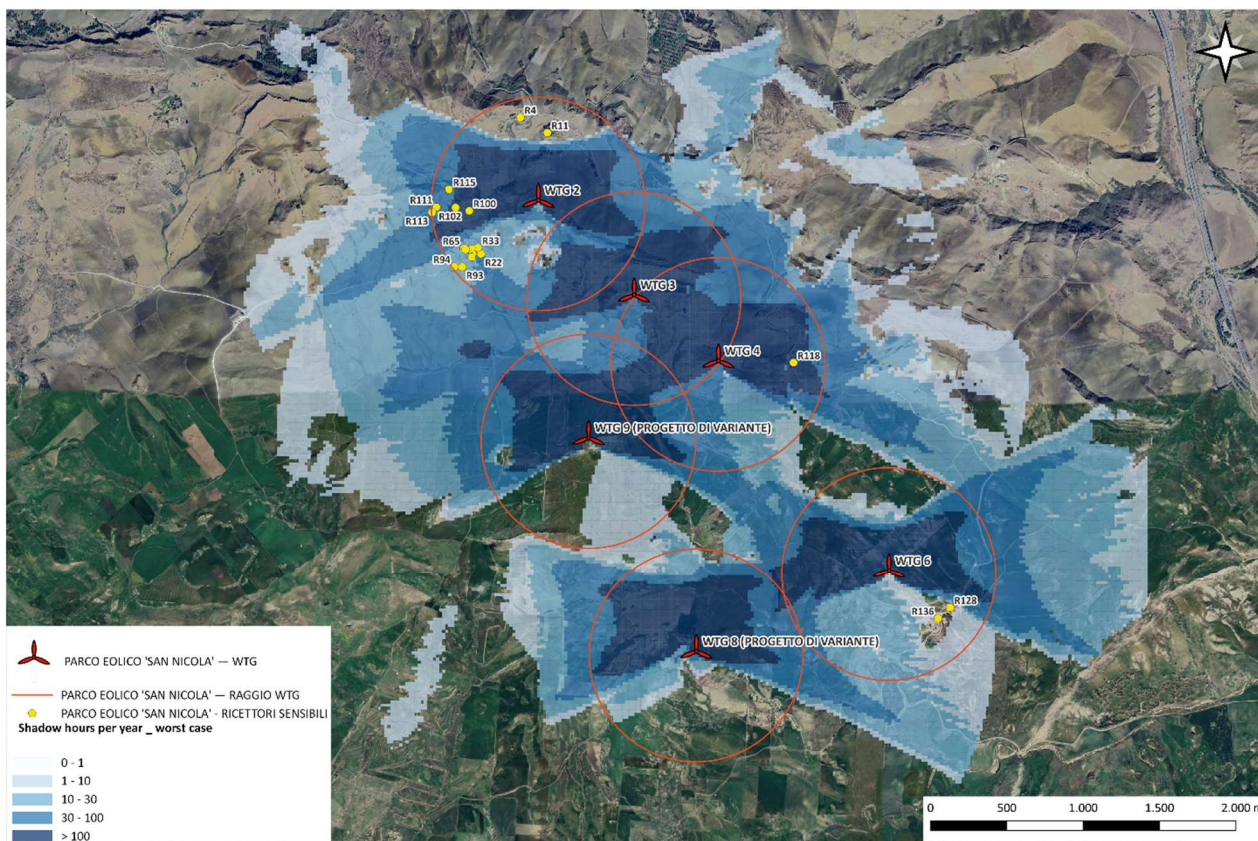 R4
R11
R115
WTG 2
R111
R100
R113
R102
R65
R33
R94
R22
R93
WTG 3
WTG 4
R118
WTG 9 (PROGETTO DI VARIANTE)
WTG 6
R128
R136
WTG 8 (PROGETTO DI VARIANTE)
PARCO EOLICO 'SAN NICOLA' — WTG
PARCO EOLICO 'SAN NICOLA' — RAGGIO WTG
PARCO EOLICO 'SAN NICOLA' - RICETTORI SENSIBILI
Shadow hours per year _ worst case
0 - 1
1 - 10
10 - 30
30 - 100
> 100
0 500 1.000 1.500 2.000 m